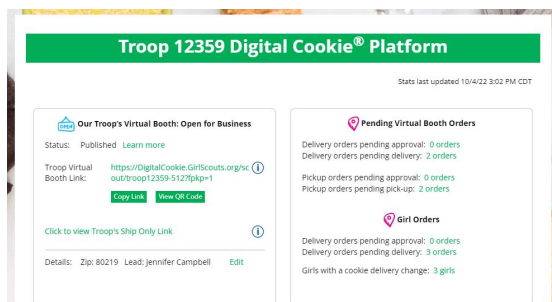 Troop 12359 Digital Cookie® Platform
Stats last updated 10/4/22 3:02 PM CDT
OPEN Our Troop's Virtual Booth: Open for Business
Status: Published Learn more
Troop Virtual Booth Link: https://DigitalCookie.GirlScouts.org/sc
out/troop12359-512?fpkp=1
Copy Link View QR Code
Click to view Troop's Ship Only Link
Details: Zip: 80219 Lead: Jennifer Campbell Edit
Pending Virtual Booth Orders
Delivery orders pending approval: 0 orders
Delivery orders pending delivery: 2 orders
Pickup orders pending approval: 0 orders
Pickup orders pending pick-up: 2 orders
Girl Orders
Delivery orders pending approval: 0 orders
Delivery orders pending delivery: 3 orders
Girls with a cookie delivery change: 3 girls